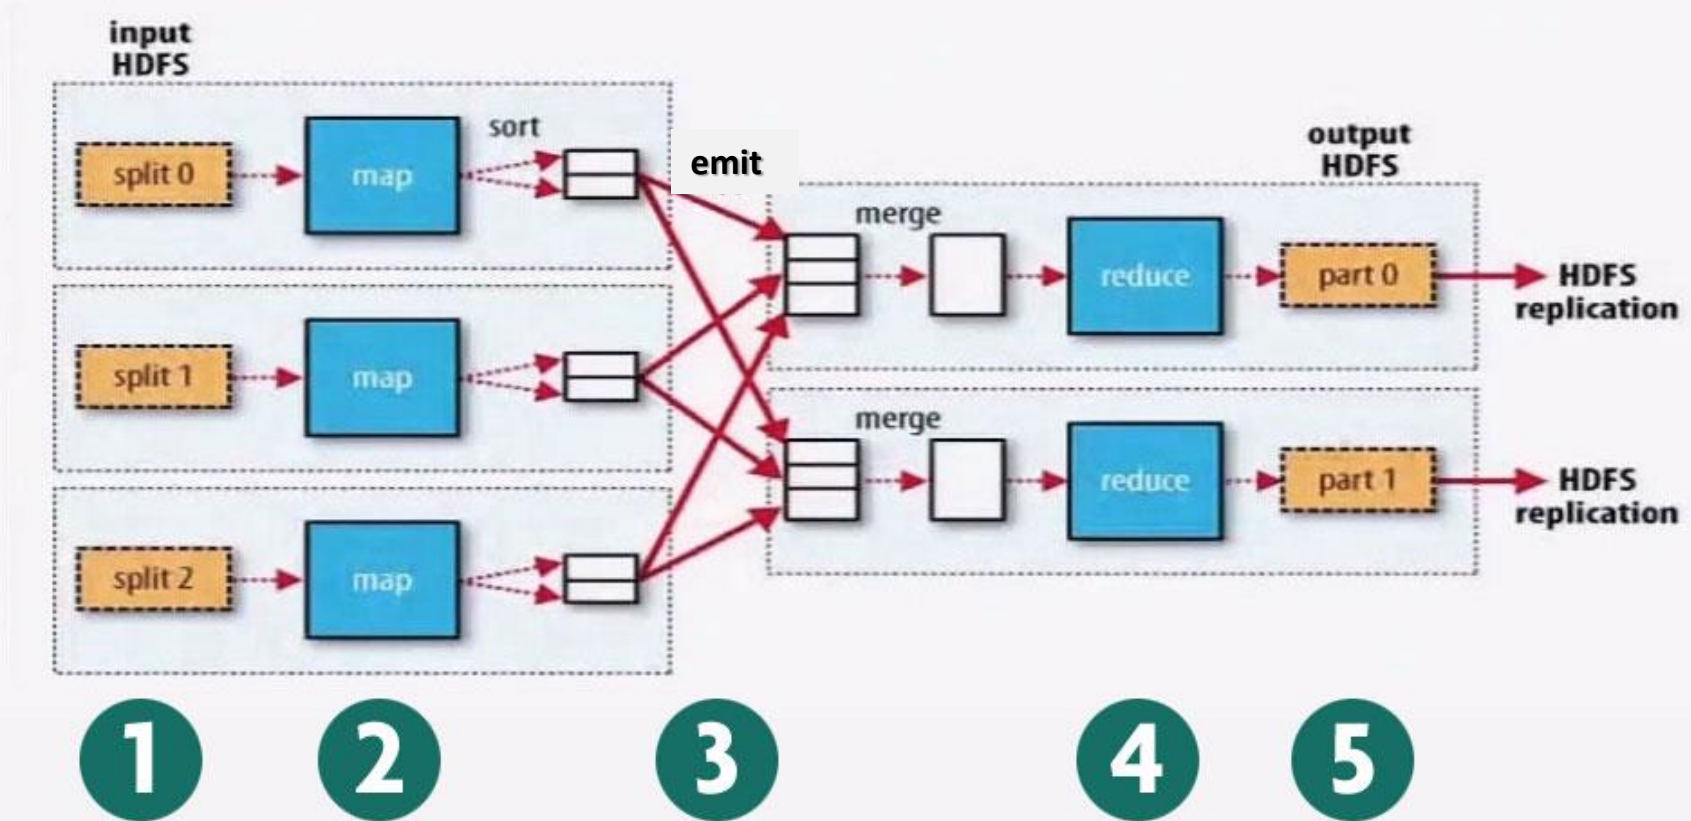 input
HDFS
split 0
map
sort
emit
split 1
map
split 2
map
output
HDFS
merge
reduce
part 0
HDFS
replication
merge
reduce
part 1
HDFS
replication
1
2
3
4
5